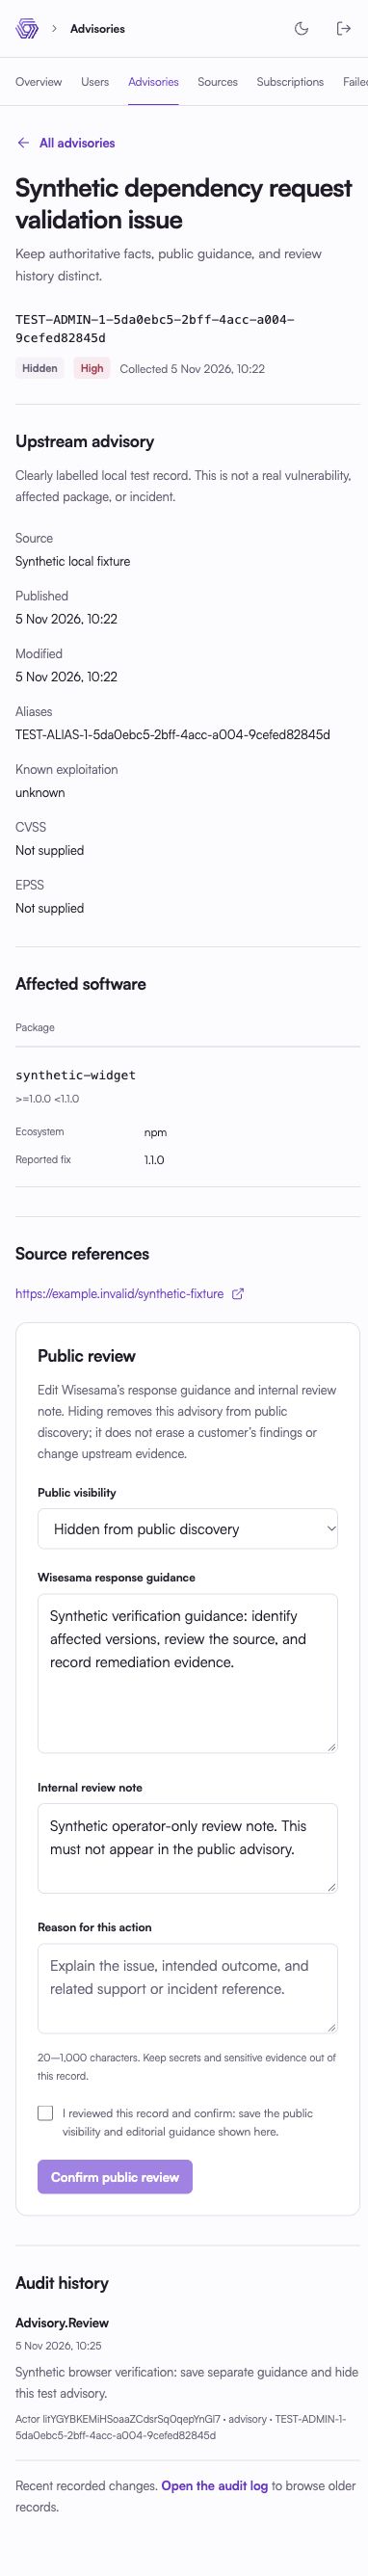 Advisories
Overview Users Advisories Sources Subscriptions Failed
All advisories
Synthetic dependency request
validation issue
Keep authoritative facts, public guidance, and review
history distinct.
TEST-ADMIN-1-5da0ebc5-2bff-4acc-a004-
9cefed82845d
Hidden High Collected 5 Nov 2026, 10:22
Upstream advisory
Clearly labelled local test record. This is not a real vulnerability,
affected package, or incident.
Source
Synthetic local fixture
Published
5 Nov 2026, 10:22
Modified
5 Nov 2026, 10:22
Aliases
TEST-ALIAS-1-5da0ebc5-2bff-4acc-a004-9cefed82845d
Known exploitation
unknown
CVSS
Not supplied
EPSS
Not supplied
Affected software
Package
synthetic-widget
>=1.0.0 <1.1.0
Ecosystem npm
Reported fix 1.1.0
Source references
https://example.invalid/synthetic-fixture
Public review
Edit Wisesama's response guidance and internal review
note. Hiding removes this advisory from public
discovery; it does not erase a customer's findings or
change upstream evidence.
Public visibility
Hidden from public discovery
Wisesama response guidance
Synthetic verification guidance: identify
affected versions, review the source, and
record remediation evidence.
Internal review note
Synthetic operator-only review note. This
must not appear in the public advisory.
Reason for this action
Explain the issue, intended outcome, and
related support or incident reference.
20–1,000 characters. Keep secrets and sensitive evidence out of
this record.
I reviewed this record and confirm: save the public
visibility and editorial guidance shown here.
Confirm public review
Audit history
Advisory.Review
5 Nov 2026, 10:25
Synthetic browser verification: save separate guidance and hide
this test advisory.
Actor IitYGYBKEMiHSoaaZCdsrSq0qepYnGl7 · advisory · TEST-ADMIN-1-
5da0ebc5-2bff-4acc-a004-9cefed82845d
Recent recorded changes. Open the audit log to browse older
records.